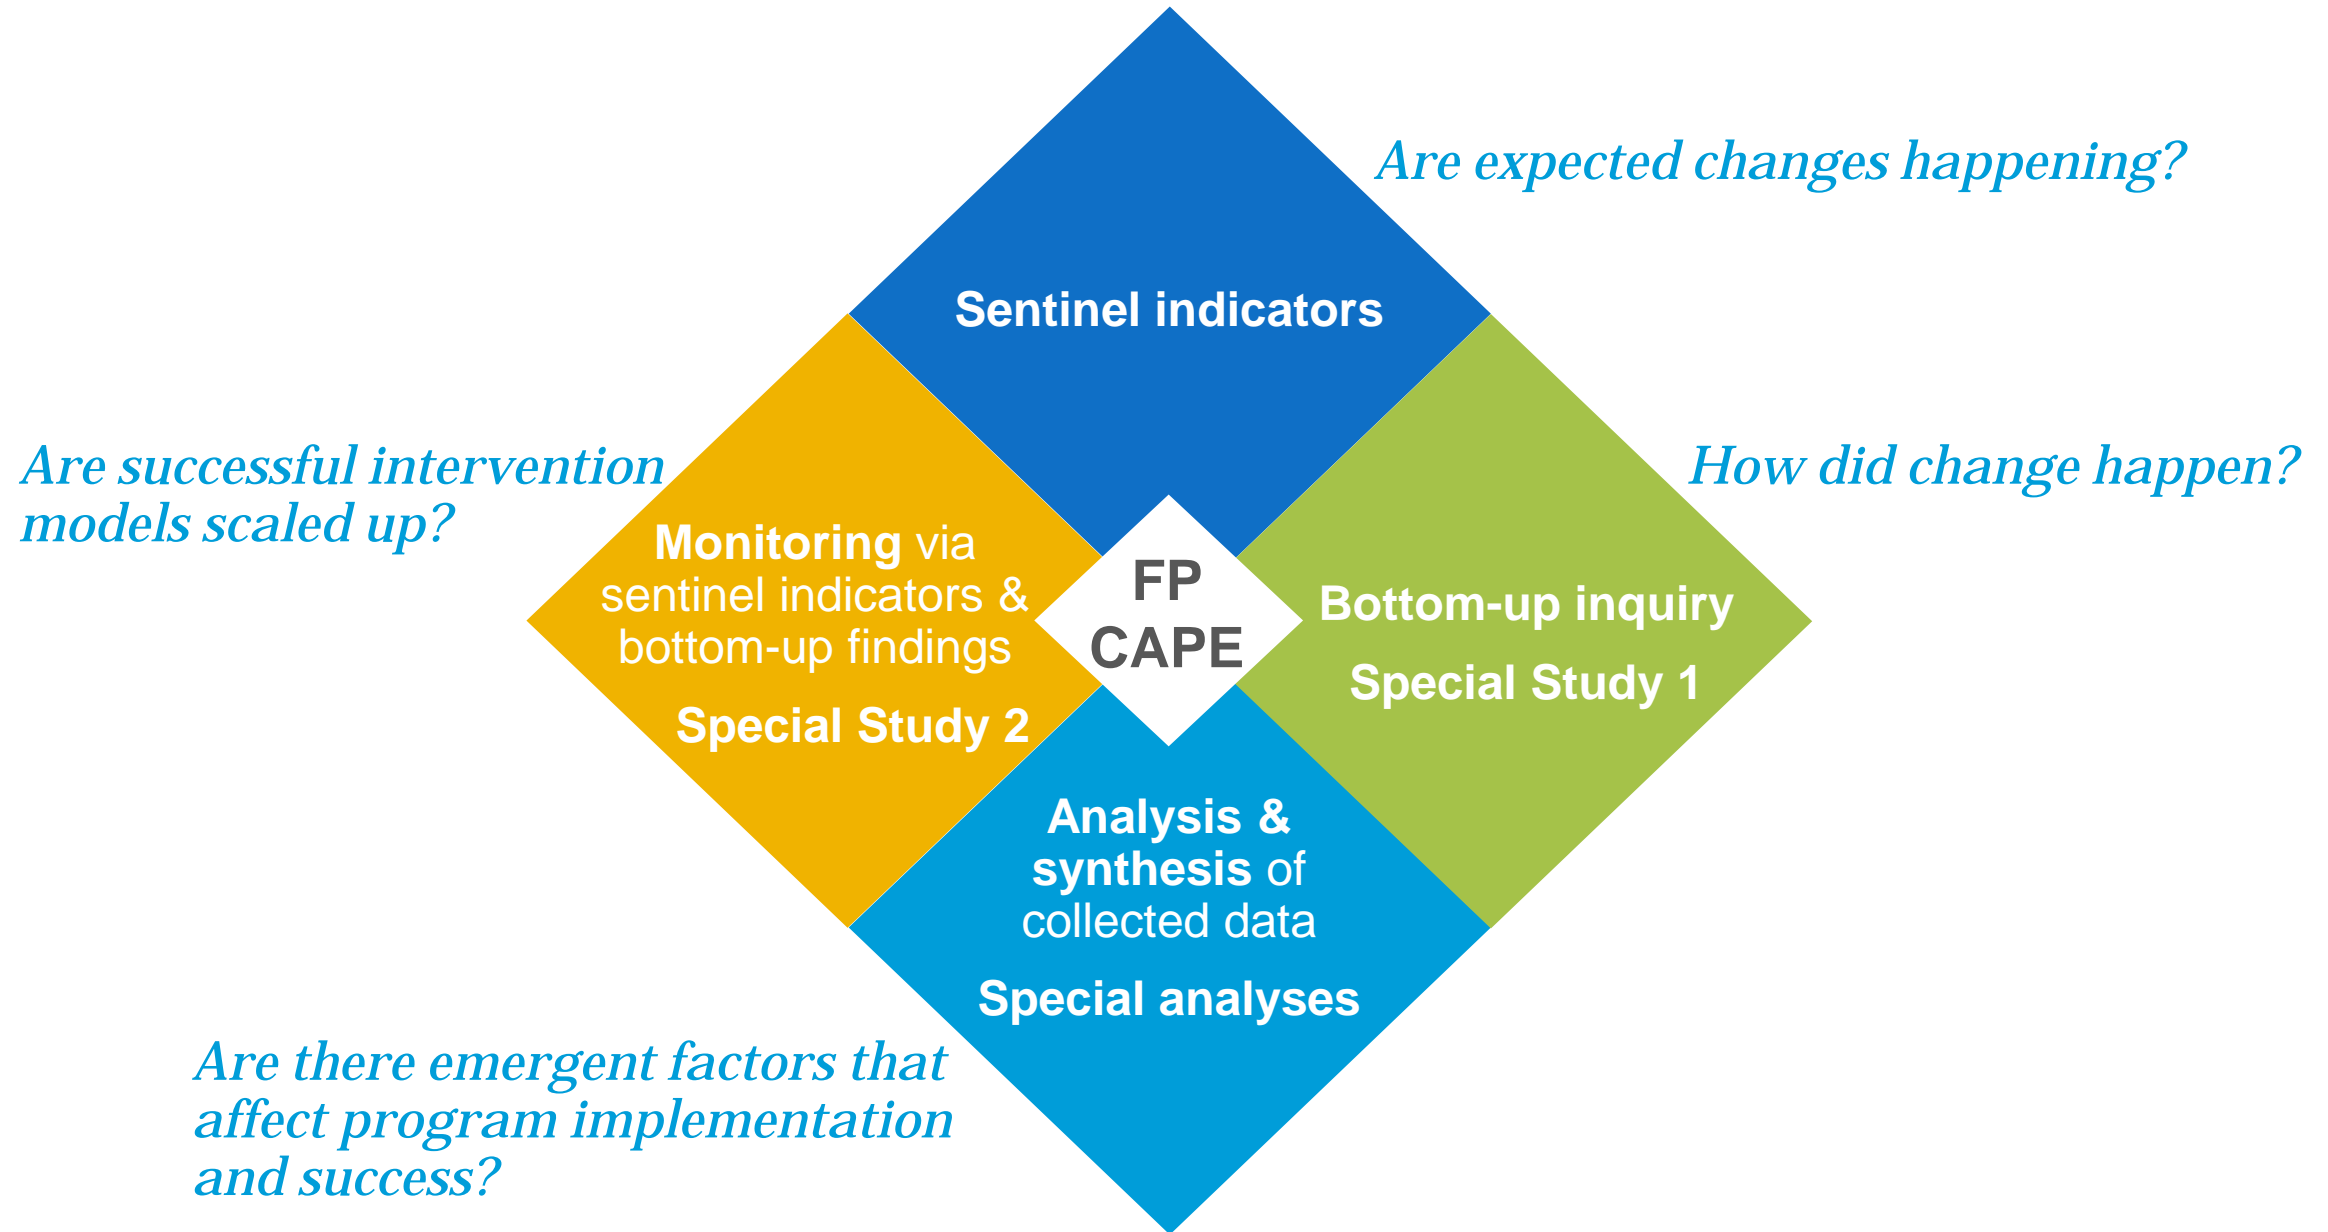 Are expected changes happening?
Sentinel indicators
Are successful intervention
models scaled up?
How did change happen?
Monitoring via
sentinel indicators &
bottom-up findings
Special Study 2
FP
CAPE
Bottom-up inquiry
Special Study 1
Analysis &
synthesis of
collected data
Special analyses
Are there emergent factors that
affect program implementation
and success?